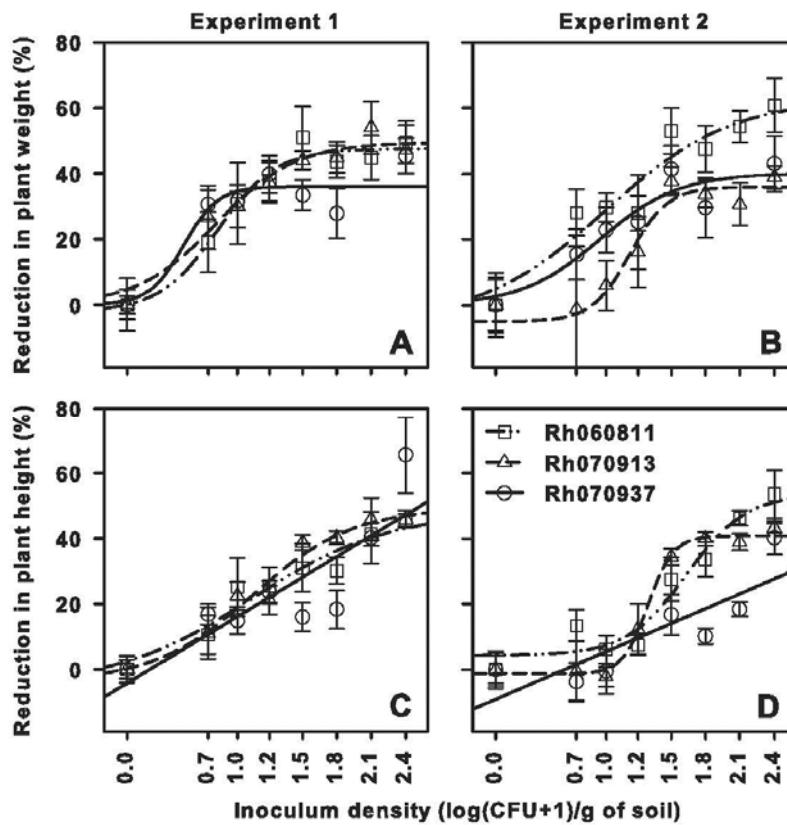 Experiment 1
Experiment 2
Reduction in plant weight (%)
80
60
40
20
0
A
B
Reduction in plant height (%)
80
60
40
20
0
C
Rh060811
Rh070913
Rh070937
D
0.0 0.7 1.0 1.2 1.5 1.8 2.1 2.4
0.0 0.7 1.0 1.2 1.5 1.8 2.1 2.4
Inoculum density (log(CFU+1)/g of soil)